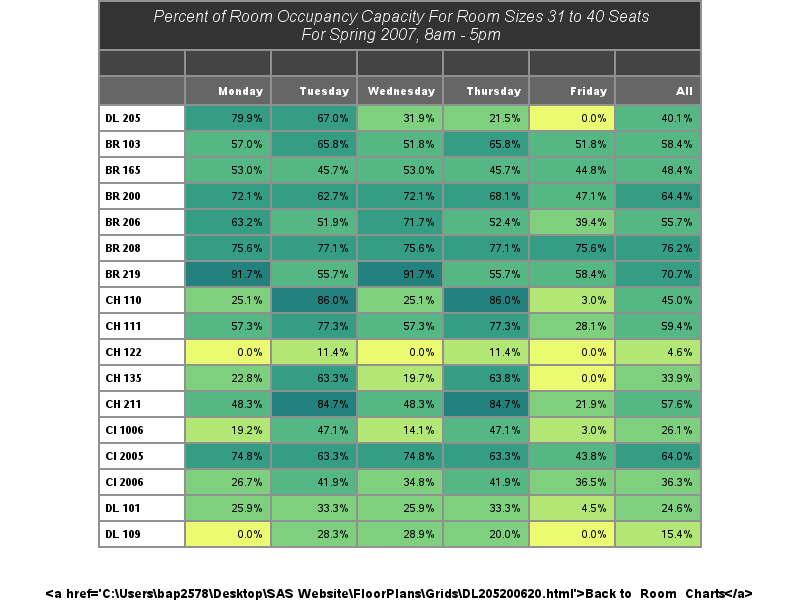 Percent of Room Occupancy Capacity For Room Sizes 31 to 40 Seats
For Spring 2007, 8am - 5pm
Monday Tuesday Wednesday Thursday Friday All
DL 205 79.9% 67.0% 31.9% 21.5% 0.0% 40.1%
BR 103 57.0% 65.8% 51.8% 65.8% 51.8% 58.4%
BR 165 53.0% 45.7% 53.0% 45.7% 44.8% 48.4%
BR 200 72.1% 62.7% 72.1% 68.1% 47.1% 64.4%
BR 206 63.2% 51.9% 71.7% 52.4% 39.4% 55.7%
BR 208 75.6% 77.1% 75.6% 77.1% 75.6% 76.2%
BR 219 91.7% 55.7% 91.7% 55.7% 58.4% 70.7%
CH 110 25.1% 86.0% 25.1% 86.0% 3.0% 45.0%
CH 111 57.3% 77.3% 57.3% 77.3% 28.1% 59.4%
CH 122 0.0% 11.4% 0.0% 11.4% 0.0% 4.6%
CH 135 22.8% 63.3% 19.7% 63.8% 0.0% 33.9%
CH 211 48.3% 84.7% 48.3% 84.7% 21.9% 57.6%
CI 1006 19.2% 47.1% 14.1% 47.1% 3.0% 26.1%
CI 2005 74.8% 63.3% 74.8% 63.3% 43.8% 64.0%
CI 2006 26.7% 41.9% 34.8% 41.9% 36.5% 36.3%
DL 101 25.9% 33.3% 25.9% 33.3% 4.5% 24.6%
DL 109 0.0% 28.3% 28.9% 20.0% 0.0% 15.4%
<a href='C:\Users\bap2578\Desktop\SAS Website\FloorPlans\Grids\DL205200620.html'>Back to Room Charts</a>